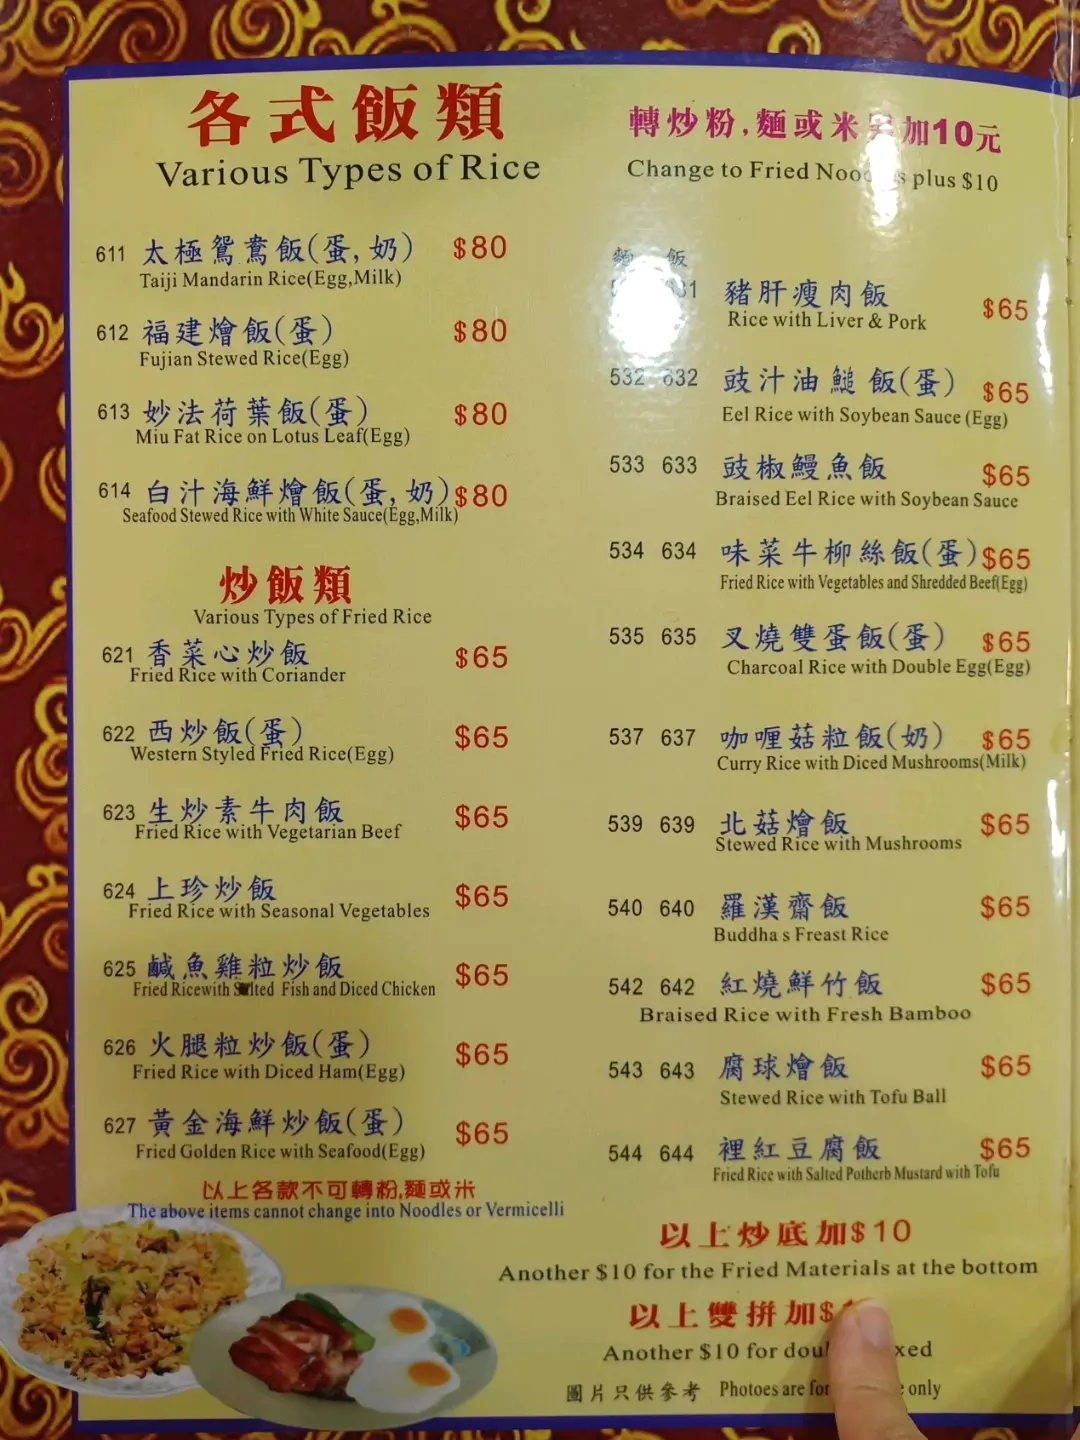 各式飯類
Various Types of Rice
611 太極鴛鴦飯(蛋,奶) $80
Taiji Mandarin Rice(Egg,Milk)
612 福建燴飯(蛋) $80
Fujian Stewed Rice(Egg)
613 妙法荷葉飯(蛋) $80
Miu Fat Rice on Lotus Leaf(Egg)
614 白汁海鮮燴飯(蛋,奶) $80
Seafood Stewed Rice with White Sauce(Egg,Milk)
炒飯類
Various Types of Fried Rice
621 香菜心炒飯 $65
Fried Rice with Coriander
622 西炒飯(蛋) $65
Western Styled Fried Rice(Egg)
623 生炒素牛肉飯 $65
Fried Rice with Vegetarian Beef
624 上珍炒飯 $65
Fried Rice with Seasonal Vegetables
625 鹹魚雞粒炒飯 $65
Fried Ricewith Salted Fish and Diced Chicken
626 火腿粒炒飯(蛋) $65
Fried Rice with Diced Ham(Egg)
627 黃金海鮮炒飯(蛋) $65
Fried Golden Rice with Seafood(Egg)
以上各款不可轉粉,麵或米
The above items cannot change into Noodles or Vermicelli
轉炒粉,麵或米 加10元
Change to Fried plus $10
麵 飯
豬肝瘦肉飯 $65
Rice with Liver & Pork
532 632 豉汁油鎚飯(蛋) $65
Eel Rice with Soybean Sauce (Egg)
533 633 豉椒鰻魚飯 $65
Braised Eel Rice with Soybean Sauce
534 634 味菜牛柳絲飯(蛋) $65
Fried Rice with Vegetables and Shredded Beef(Egg)
535 635 叉燒雙蛋飯(蛋) $65
Charcoal Rice with Double Egg(Egg)
537 637 咖喱菇粒飯(奶) $65
Curry Rice with Diced Mushrooms(Milk)
539 639 北菇燴飯 $65
Stewed Rice with Mushrooms
540 640 羅漢齋飯 $65
Buddha s Freast Rice
542 642 紅燒鮮竹飯 $65
Braised Rice with Fresh Bamboo
543 643 腐球燴飯 $65
Stewed Rice with Tofu Ball
544 644 裡紅豆腐飯 $65
Fried Rice with Salted Potherb Mustard with Tofu
以上炒底加$10
Another $10 for the Fried Materials at the bottom
以上雙拼加$
Another $10 for
圖片只供參考 Photoes are for only